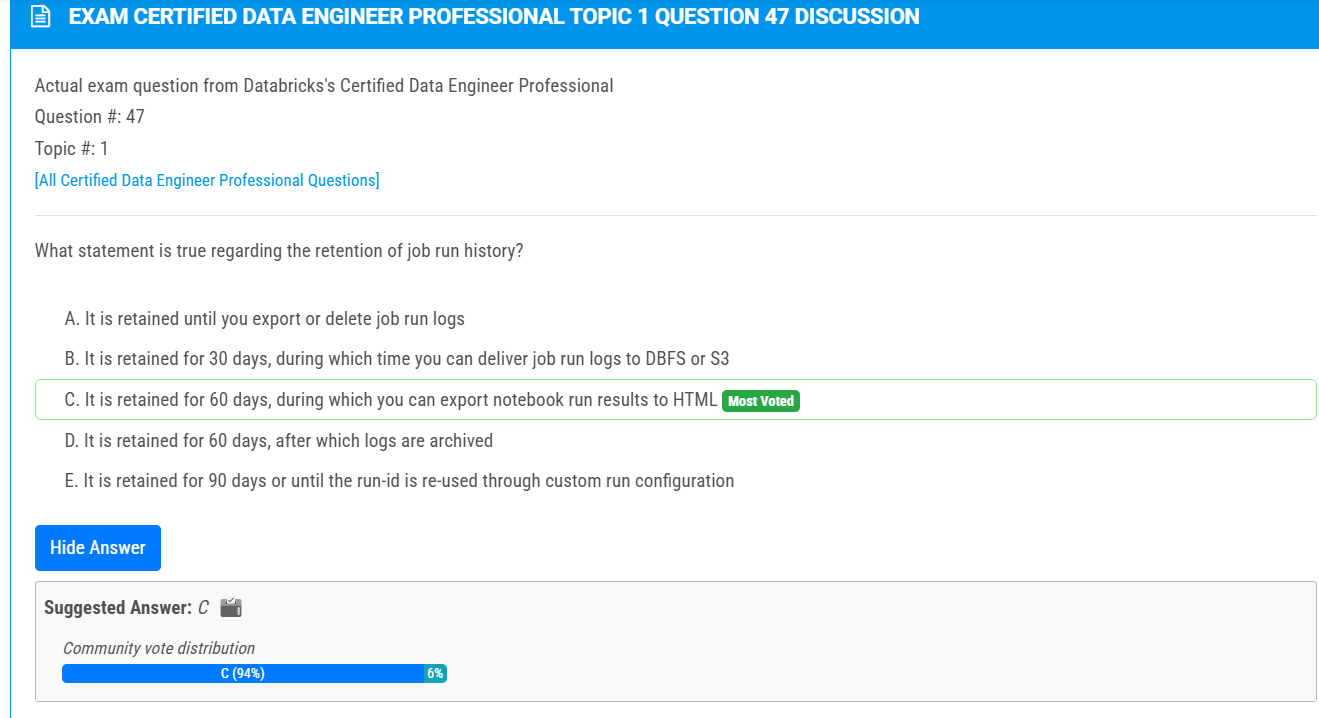 EXAM CERTIFIED DATA ENGINEER PROFESSIONAL TOPIC 1 QUESTION 47 DISCUSSION
Actual exam question from Databricks's Certified Data Engineer Professional
Question #: 47
Topic #: 1
[All Certified Data Engineer Professional Questions]
What statement is true regarding the retention of job run history?
A. It is retained until you export or delete job run logs
B. It is retained for 30 days, during which time you can deliver job run logs to DBFS or S3
C. It is retained for 60 days, during which you can export notebook run results to HTML Most Voted
D. It is retained for 60 days, after which logs are archived
E. It is retained for 90 days or until the run-id is re-used through custom run configuration
Hide Answer
Suggested Answer: C
Community vote distribution
C (94%) 6%